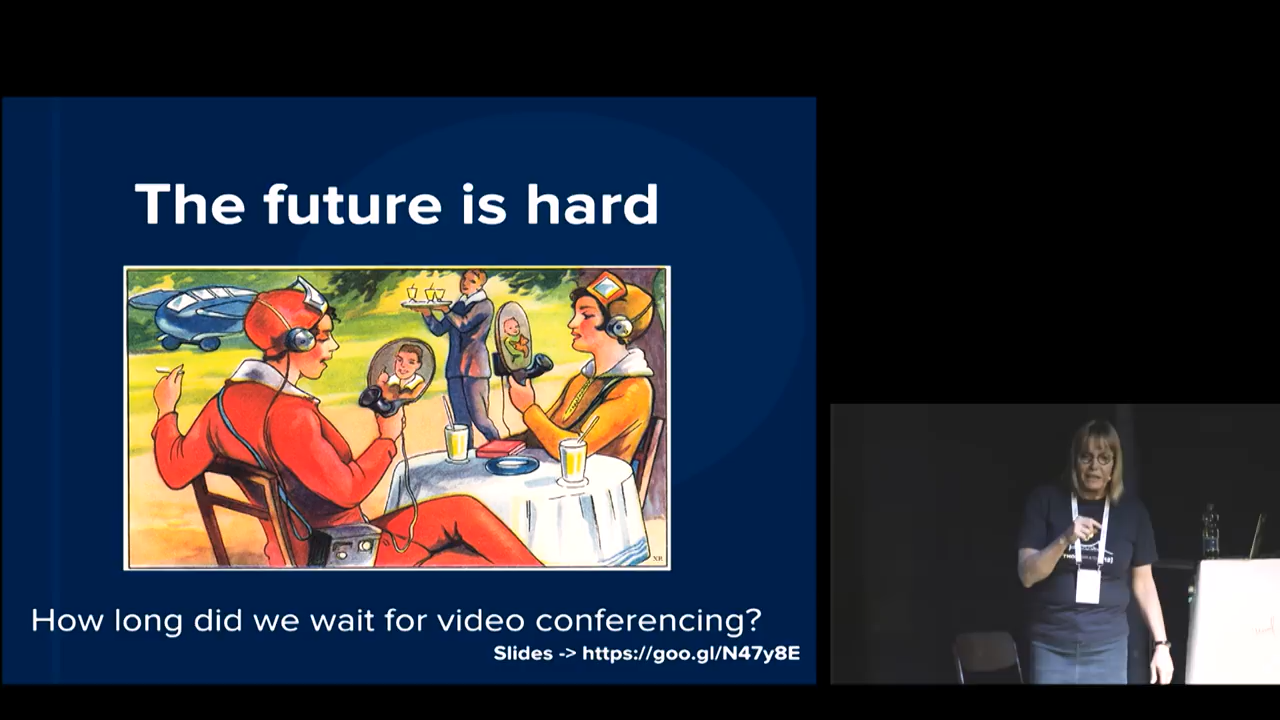 The future is hard
How long did we wait for video conferencing?
Slides -> https://goo.gl/N47y8E